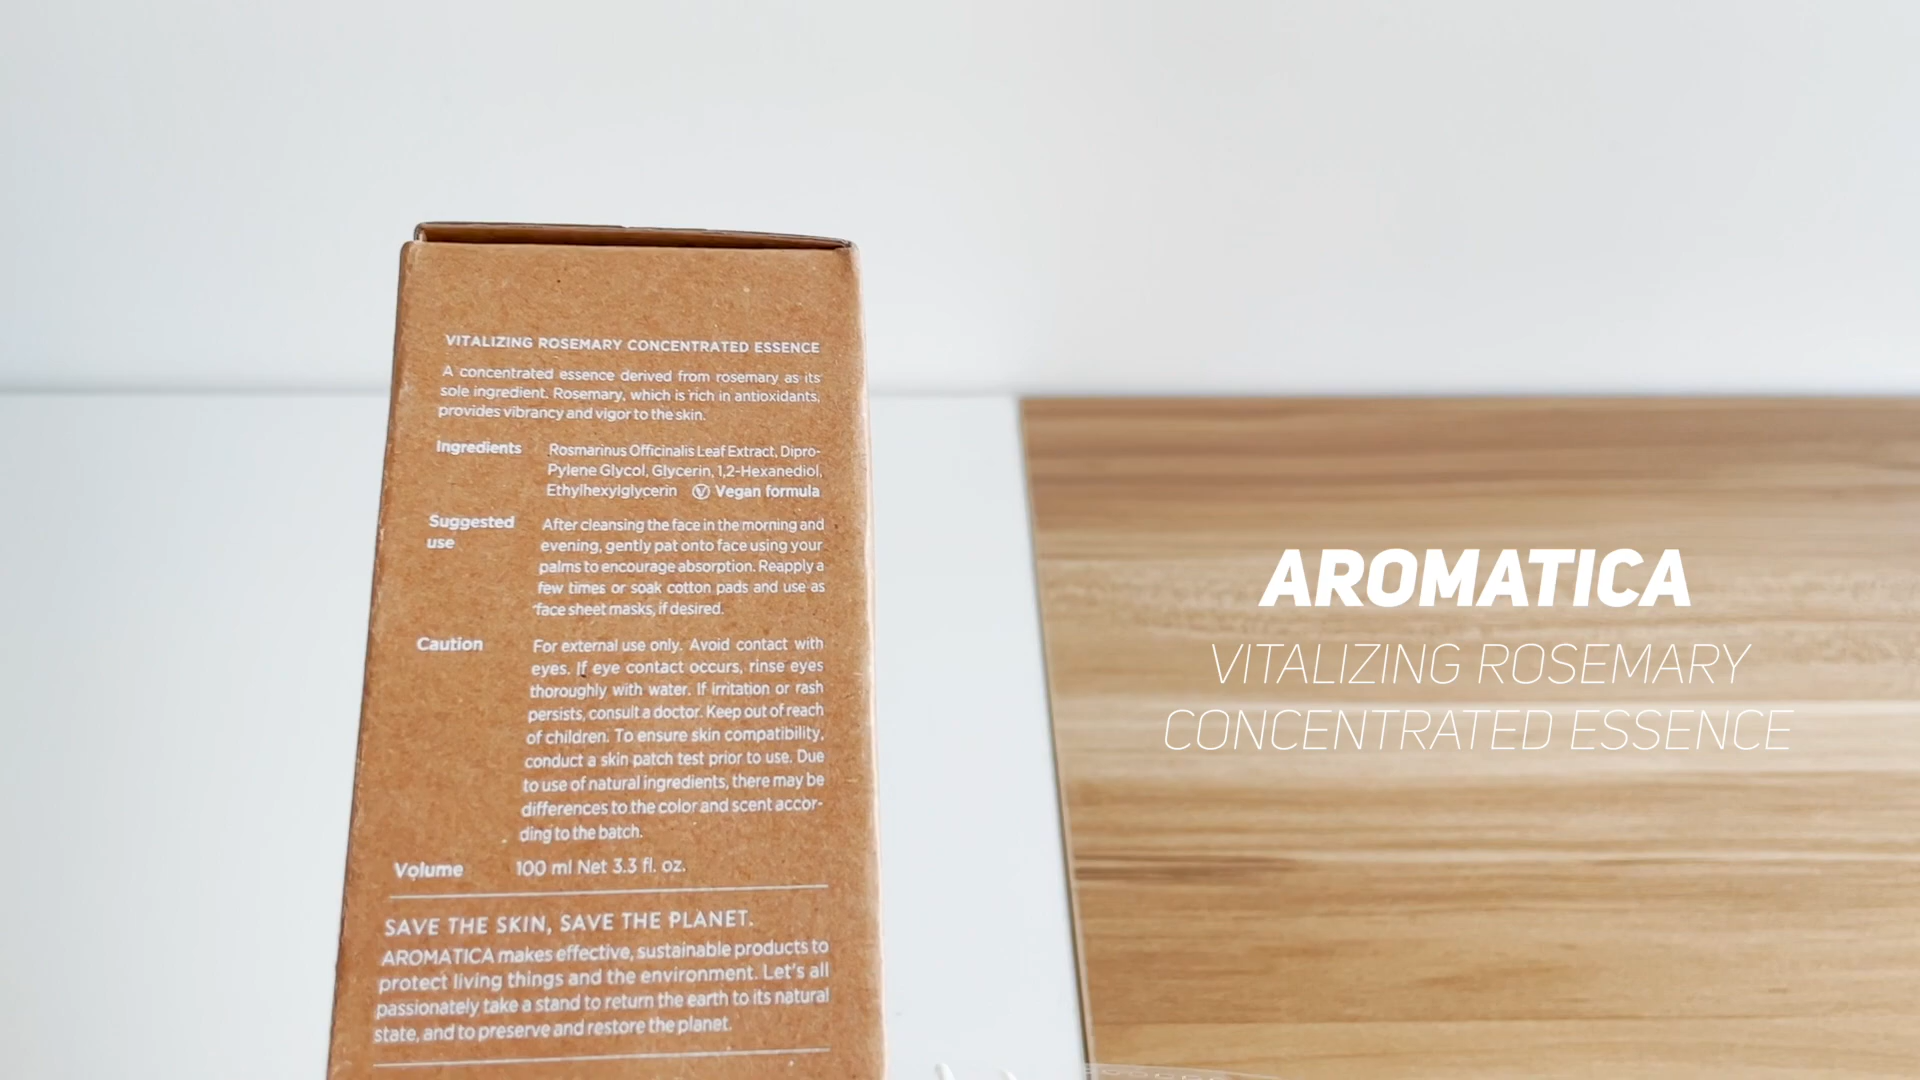 VITALIZING ROSEMARY CONCENTRATED ESSENCE
A concentrated essence derived from rosemary as its
sole ingredient. Rosemary, which is rich in antioxidants,
provides vibrancy and vigor to the skin.
Ingredients Rosmarinus Officinalis Leaf Extract, Dipro-
Pylene Glycol, Glycerin, 1,2-Hexanediol,
Ethylhexylglycerin Ⓥ Vegan formula
Suggested use After cleansing the face in the morning and
evening, gently pat onto face using your
palms to encourage absorption. Reapply a
few times or soak cotton pads and use as
face sheet masks, if desired.
Caution For external use only. Avoid contact with
eyes. If eye contact occurs, rinse eyes
thoroughly with water. If irritation or rash
persists, consult a doctor. Keep out of reach
of children. To ensure skin compatibility,
conduct a skin patch test prior to use. Due
to use of natural ingredients, there may be
differences to the color and scent accor-
ding to the batch.
Volume 100 ml Net 3.3 fl. oz.
SAVE THE SKIN, SAVE THE PLANET.
AROMATICA makes effective, sustainable products to
protect living things and the environment. Let's all
passionately take a stand to return the earth to its natural
state, and to preserve and restore the planet.
AROMATICA
VITALIZING ROSEMARY
CONCENTRATED ESSENCE